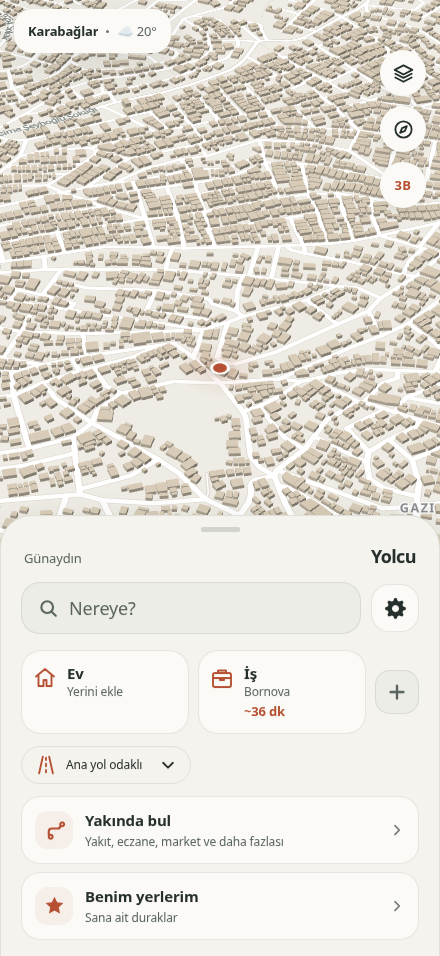 Karabağlar • 20°
3B
GAZI
Günaydın
Yolcu
Nereye?
Ev
Yerini ekle
İş
Bornova
~36 dk
Ana yol odaklı
Yakında bul
Yakıt, eczane, market ve daha fazlası
Benim yerlerim
Sana ait duraklar